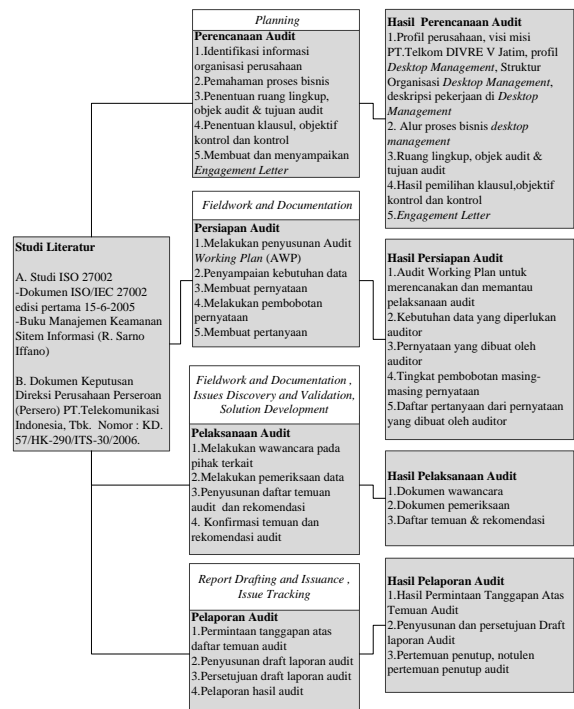 Studi Literatur
A. Studi ISO 27002
-Dokumen ISO/IEC 27002
edisi pertama 15-6-2005
-Buku Manajemen Keamanan
Sitem Informasi (R. Sarno
Iffano)
B. Dokumen Keputusan
Direksi Perusahaan Perseroan
(Persero) PT.Telekomunikasi
Indonesia, Tbk. Nomor : KD.
57/HK-290/ITS-30/2006.
Planning
Perencanaan Audit
1.Identifikasi informasi
organisasi perusahaan
2.Pemahaman proses bisnis
3.Penentuan ruang lingkup,
objek audit & tujuan audit
4.Penentuan klausul, objektif
kontrol dan kontrol
5.Membuat dan menyampaikan
Engagement Letter
Hasil Perencanaan Audit
1.Profil perusahaan, visi misi
PT.Telkom DIVRE V Jatim, profil
Desktop Management, Struktur
Organisasi Desktop Management,
deskripsi pekerjaan di Desktop
Management
2. Alur proses bisnis desktop
management
3.Ruang lingkup, objek audit &
tujuan audit
4.Hasil pemilihan klausul,objektif
kontrol dan kontrol
5.Engagement Letter
Fieldwork and Documentation
Persiapan Audit
1.Melakukan penyusunan Audit
Working Plan (AWP)
2.Penyampaian kebutuhan data
3.Membuat pernyataan
4.Melakukan pembobotan
pernyataan
5.Membuat pertanyaan
Hasil Persiapan Audit
1.Audit Working Plan untuk
merencanakan dan memantau
pelaksanaan audit
2.Kebutuhan data yang diperlukan
auditor
3.Pernyataan yang dibuat oleh
auditor
4.Tingkat pembobotan masing-
masing pernyataan
5.Daftar pertanyaan dari pernyataan
yang dibuat oleh auditor
Fieldwork and Documentation ,
Issues Discovery and Validation,
Solution Development
Pelaksanaan Audit
1.Melakukan wawancara pada
pihak terkait
2.Melakukan pemeriksaan data
3.Penyusunan daftar temuan
audit dan rekomendasi
4. Konfirmasi temuan dan
rekomendasi audit
Hasil Pelaksanaan Audit
1.Dokumen wawancara
2.Dokumen pemeriksaan
3.Daftar temuan & rekomendasi
Report Drafting and Issuance ,
Issue Tracking
Pelaporan Audit
1.Permintaan tanggapan atas
daftar temuan audit
2.Penyusunan draft laporan audit
3.Persetujuan draft laporan audit
4.Pelaporan hasil audit
Hasil Pelaporan Audit
1.Hasil Permintaan Tanggapan Atas
Temuan Audit
2.Penyusunan dan persetujuan Draft
laporan Audit
3.Pertemuan penutup, notulen
pertemuan penutup audit